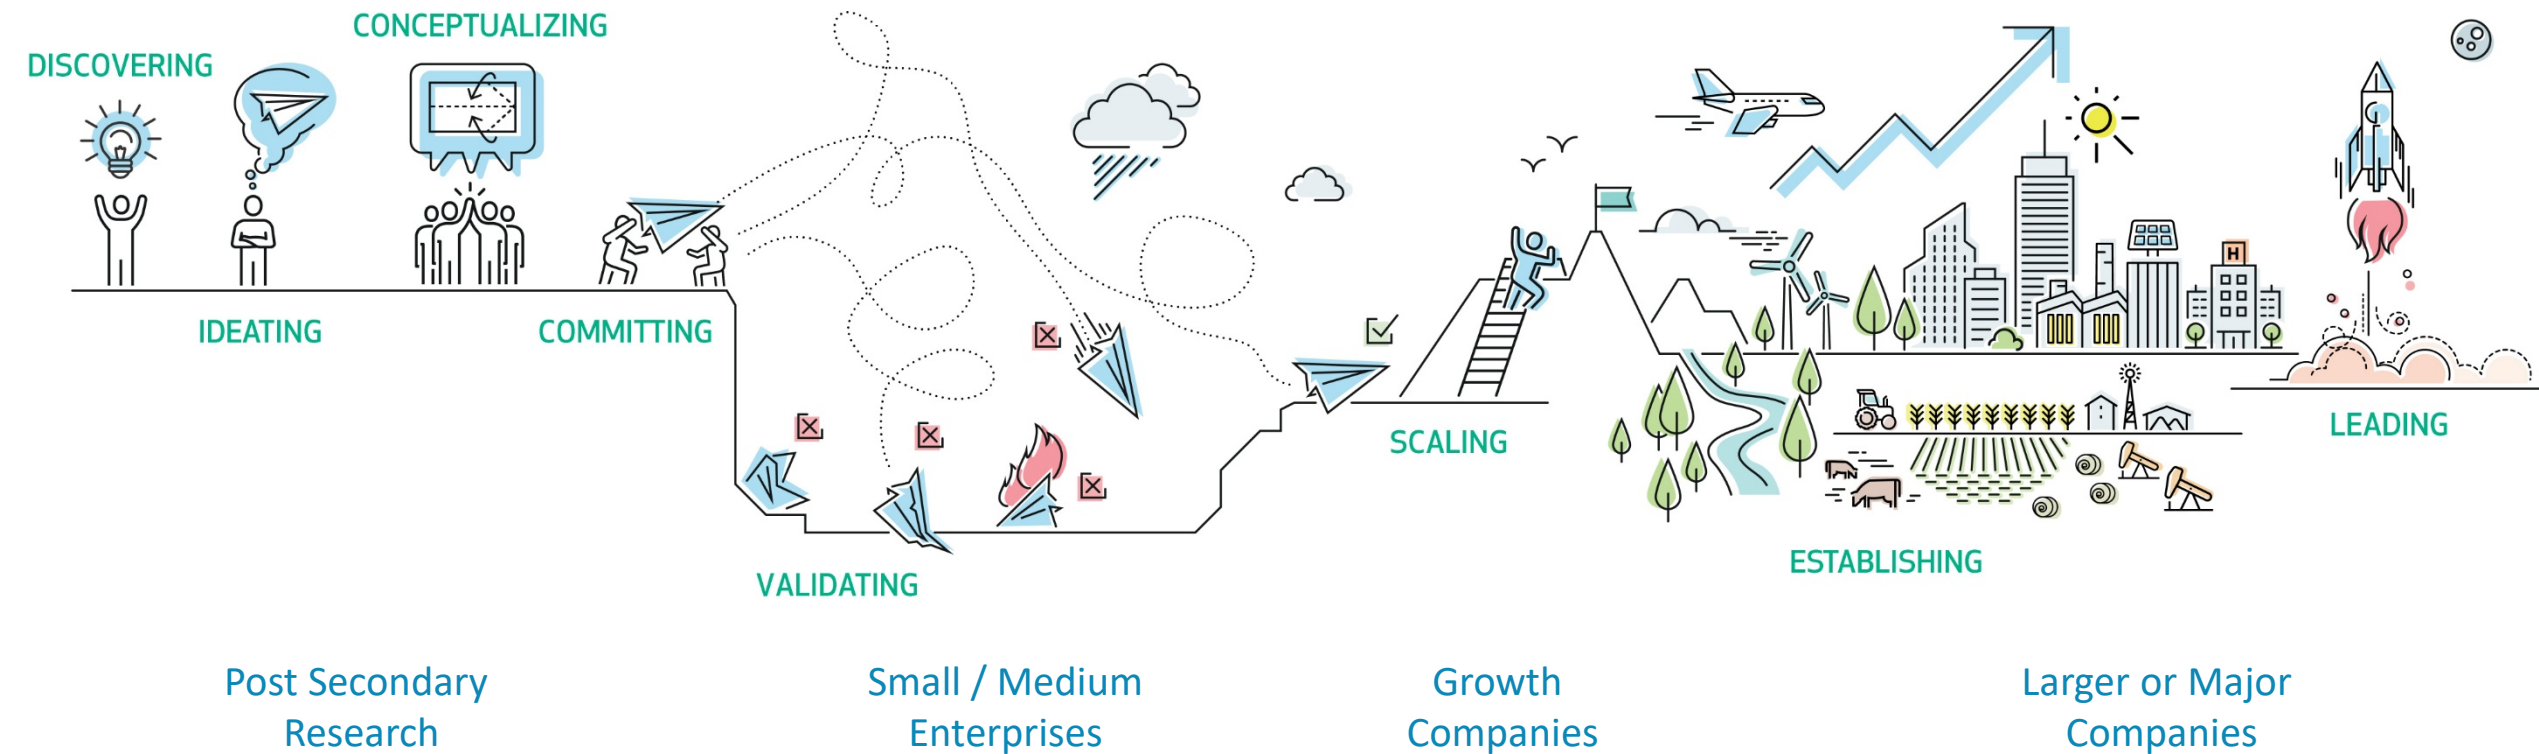 DISCOVERING
CONCEPTUALIZING
IDEATING
COMMITTING
VALIDATING
SCALING
H
ESTABLISHING
LEADING
Post Secondary
Research
Small / Medium
Enterprises
Growth
Companies
Larger or Major
Companies